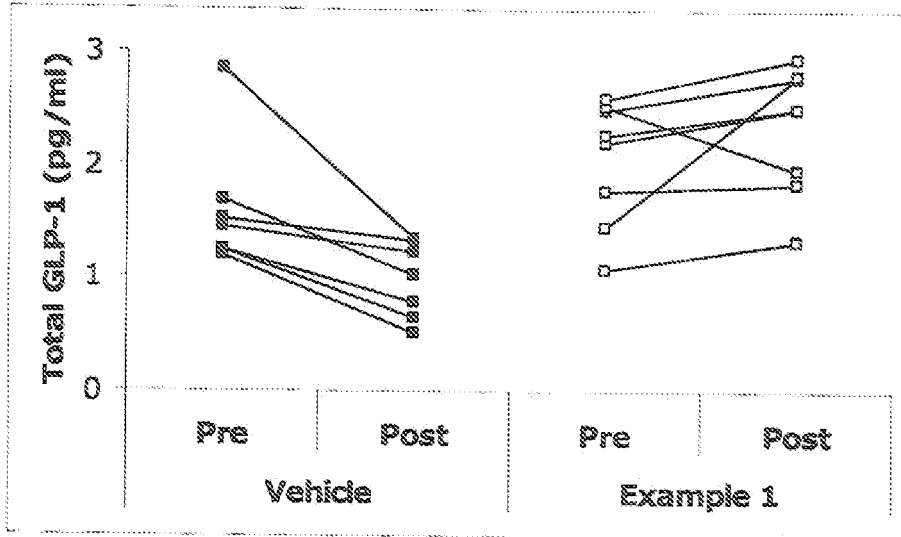 Total GLP-1 (pg/ml)
3
2
1
0
Pre
Post
Pre
Post
Vehicle
Example 1